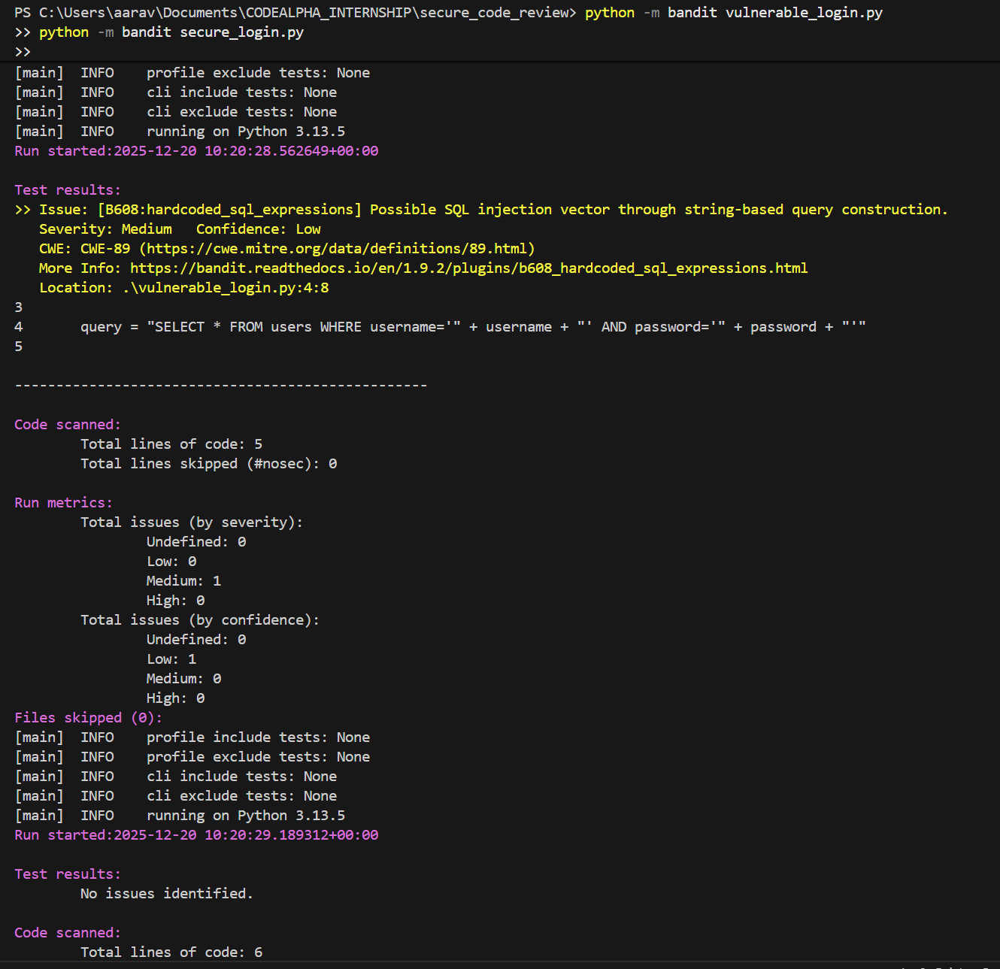 PS C:\Users\aarav\Documents\CODEALPHA_INTERNSHIP\secure_code_review> python -m bandit vulnerable_login.py
>> python -m bandit secure_login.py
>>
[main]  INFO    profile exclude tests: None
[main]  INFO    cli include tests: None
[main]  INFO    cli exclude tests: None
[main]  INFO    running on Python 3.13.5
Run started:2025-12-20 10:20:28.562649+00:00
Test results:
>> Issue: [B608:hardcoded_sql_expressions] Possible SQL injection vector through string-based query construction.
   Severity: Medium   Confidence: Low
   CWE: CWE-89 (https://cwe.mitre.org/data/definitions/89.html)
   More Info: https://bandit.readthedocs.io/en/1.9.2/plugins/b608_hardcoded_sql_expressions.html
   Location: .\vulnerable_login.py:4:8
3
4       query = "SELECT * FROM users WHERE username='" + username + "' AND password='" + password + "'"
5
--------------------------------------------------
Code scanned:
        Total lines of code: 5
        Total lines skipped (#nosec): 0
Run metrics:
        Total issues (by severity):
                Undefined: 0
                Low: 0
                Medium: 1
                High: 0
        Total issues (by confidence):
                Undefined: 0
                Low: 1
                Medium: 0
                High: 0
Files skipped (0):
[main]  INFO    profile include tests: None
[main]  INFO    profile exclude tests: None
[main]  INFO    cli include tests: None
[main]  INFO    cli exclude tests: None
[main]  INFO    running on Python 3.13.5
Run started:2025-12-20 10:20:29.189312+00:00
Test results:
        No issues identified.
Code scanned:
        Total lines of code: 6